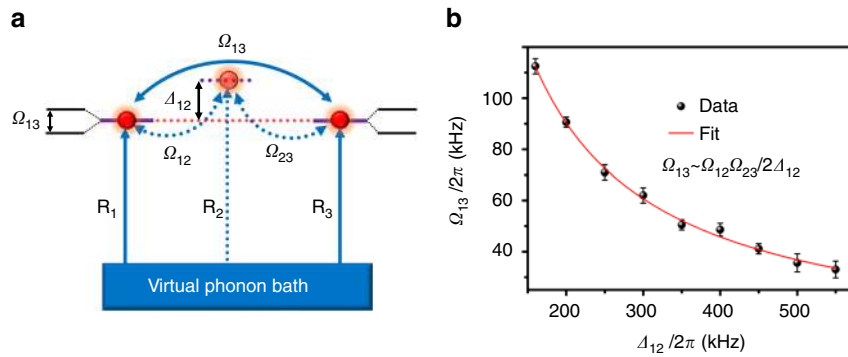 a
Ω13
Δ12
Ω13
Ω12
Ω23
R1
R2
R3
Virtual phonon bath
b
Ω13/2π (kHz)
100
80
60
40
Data
Fit
Ω13~Ω12Ω23/2Δ12
200
300
400
500
Δ12/2π (kHz)